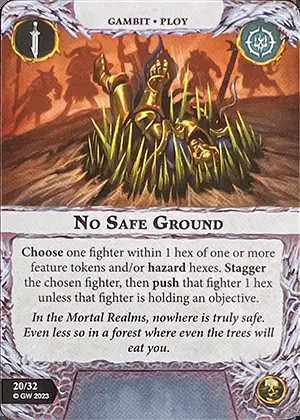 GAMBIT • PLOY
NO SAFE GROUND
Choose one fighter within 1 hex of one or more
feature tokens and/or hazard hexes. Stagger
the chosen fighter, then push that fighter 1 hex
unless that fighter is holding an objective.
In the Mortal Realms, nowhere is truly safe.
Even less so in a forest where even the trees will
eat you.
20/32
© GW 2023